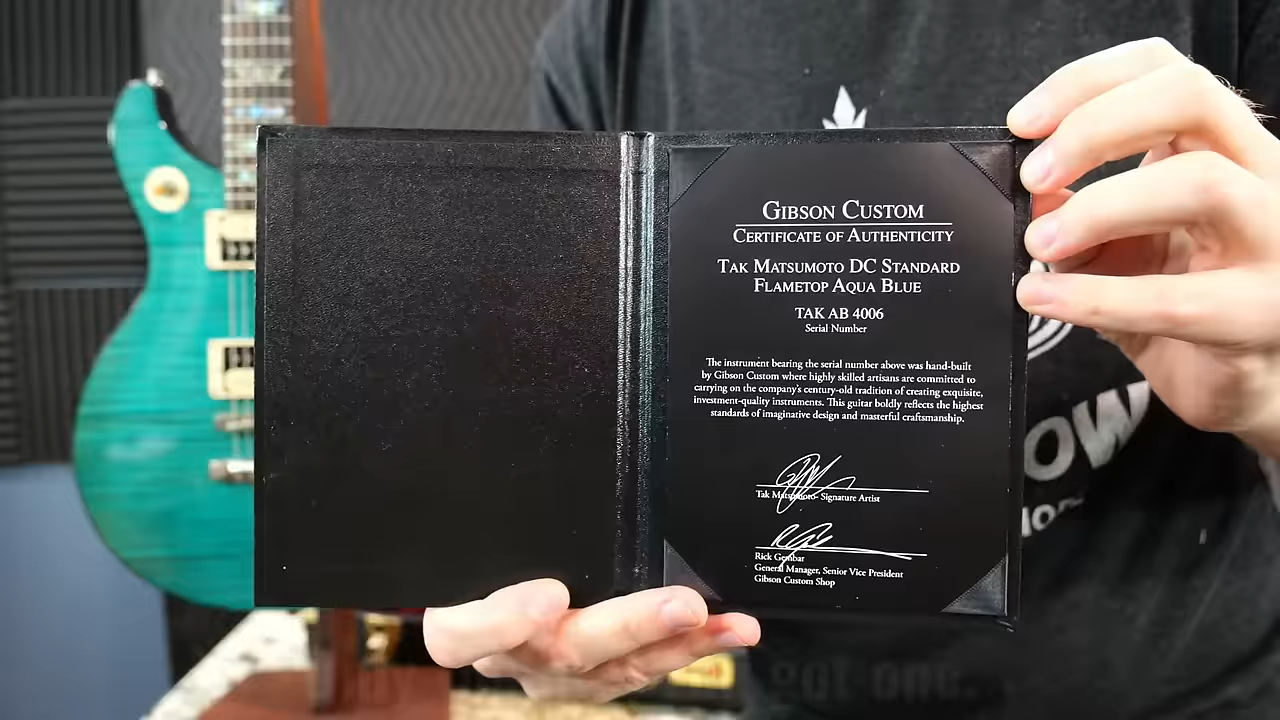 GIBSON CUSTOM
CERTIFICATE OF AUTHENTICITY
TAK MATSUMOTO DC STANDARD
FLAMETOP AQUA BLUE
TAK AB 4006
Serial Number
The instrument bearing the serial number above was hand-built
by Gibson Custom where highly skilled artisans are committed to
carrying on the company's century-old tradition of creating exquisite,
investment-quality instruments. This guitar boldly reflects the highest
standards of imaginative design and masterful craftsmanship.
Tak Matsumoto- Signature Artist
Rick Gembar
General Manager, Senior Vice President
Gibson Custom Shop
got one.